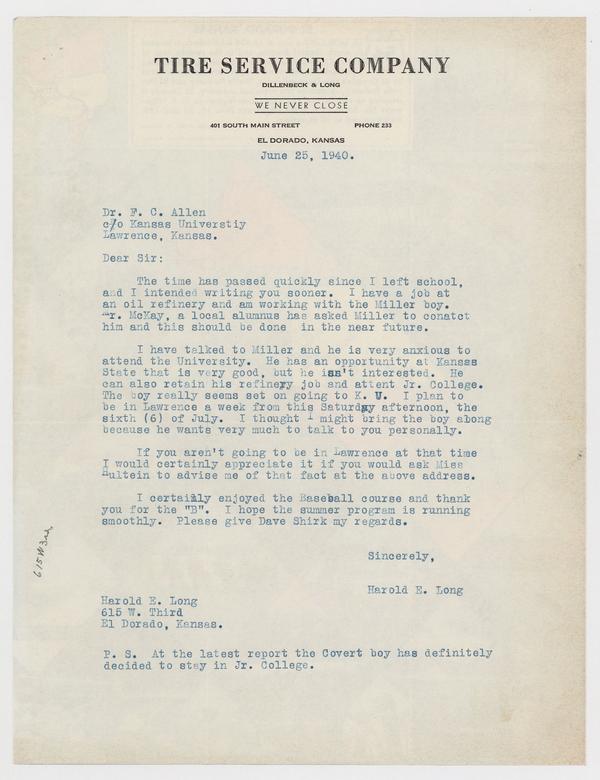 TIRE SERVICE COMPANY
DILLENBECK & LONG
WE NEVER CLOSE
401 SOUTH MAIN STREET PHONE 233
EL DORADO, KANSAS
June 25, 1940.
Dr. F. C. Allen
c/o Kansas Universtiy
Lawrence, Kansas.
Dear Sir:
The time has passed quickly since I left school,
and I intended writing you sooner. I have a job at
an oil refinery and am working with the Miller boy.
Mr. McKay, a local alumnus has asked Miller to conatct
him and this should be done in the near future.
I have talked to Miller and he is very anxious to
attend the University. He has an opportunity at Kansas
State that is very good, but he isn't interested. He
can also retain his refinery job and attent Jr. College.
The boy really seems set on going to K. U. I plan to
be in Lawrence a week from this Saturday afternoon, the
sixth (6) of July. I thought I might bring the boy along
because he wants very much to talk to you personally.
If you aren't going to be in Lawrence at that time
I would certainly appreciate it if you would ask Miss
Hultein to advise me of that fact at the above address.
I certainly enjoyed the Baseball course and thank
you for the "B". I hope the summer program is running
smoothly. Please give Dave Shirk my regards.
Sincerely,
Harold E. Long
Harold E. Long
615 W. Third
El Dorado, Kansas.
P. S. At the latest report the Covert boy has definitely
decided to stay in Jr. College.
615 W 3rd